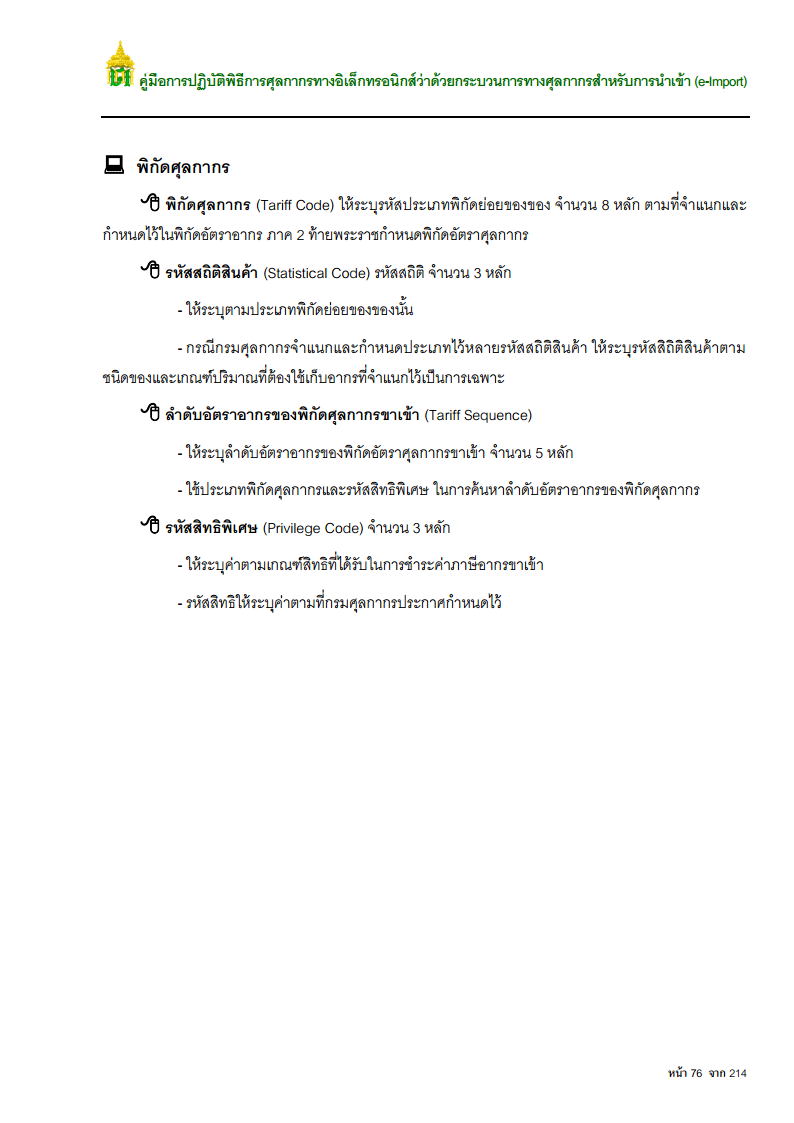 คู่มือการปฏิบัติพิธีการศุลกากรทางอิเล็กทรอนิกส์ว่าด้วยกระบวนการทางศุลกากรสำหรับการนำเข้า (e-Import)
พิกัดศุลกากร
พิกัดศุลกากร (Tariff Code) ให้ระบุรหัสประเภทพิกัดย่อยของของ จำนวน 8 หลัก ตามที่จำแนกและ
กำหนดไว้ในพิกัดอัตราอากร ภาค 2 ท้ายพระราชกำหนดพิกัดอัตราศุลกากร
รหัสสถิติสินค้า (Statistical Code) รหัสสถิติ จำนวน 3 หลัก
- ให้ระบุตามประเภทพิกัดย่อยของของนั้น
- กรณีกรมศุลกากรจำแนกและกำหนดประเภทไว้หลายรหัสสถิติสินค้า ให้ระบุรหัสสิถิติสินค้าตาม
ชนิดของและเกณฑ์ปริมาณที่ต้องใช้เก็บอากรที่จำแนกไว้เป็นการเฉพาะ
ลำดับอัตราอากรของพิกัดศุลกากรขาเข้า (Tariff Sequence)
- ให้ระบุลำดับอัตราอากรของพิกัดอัตราศุลกากรขาเข้า จำนวน 5 หลัก
- ใช้ประเภทพิกัดศุลกากรและรหัสสิทธิพิเศษ ในการค้นหาลำดับอัตราอากรของพิกัดศุลกากร
รหัสสิทธิพิเศษ (Privilege Code) จำนวน 3 หลัก
- ให้ระบุค่าตามเกณฑ์สิทธิที่ได้รับในการชำระค่าภาษีอากรขาเข้า
- รหัสสิทธิให้ระบุค่าตามที่กรมศุลกากรประกาศกำหนดไว้
หน้า 76 จาก 214